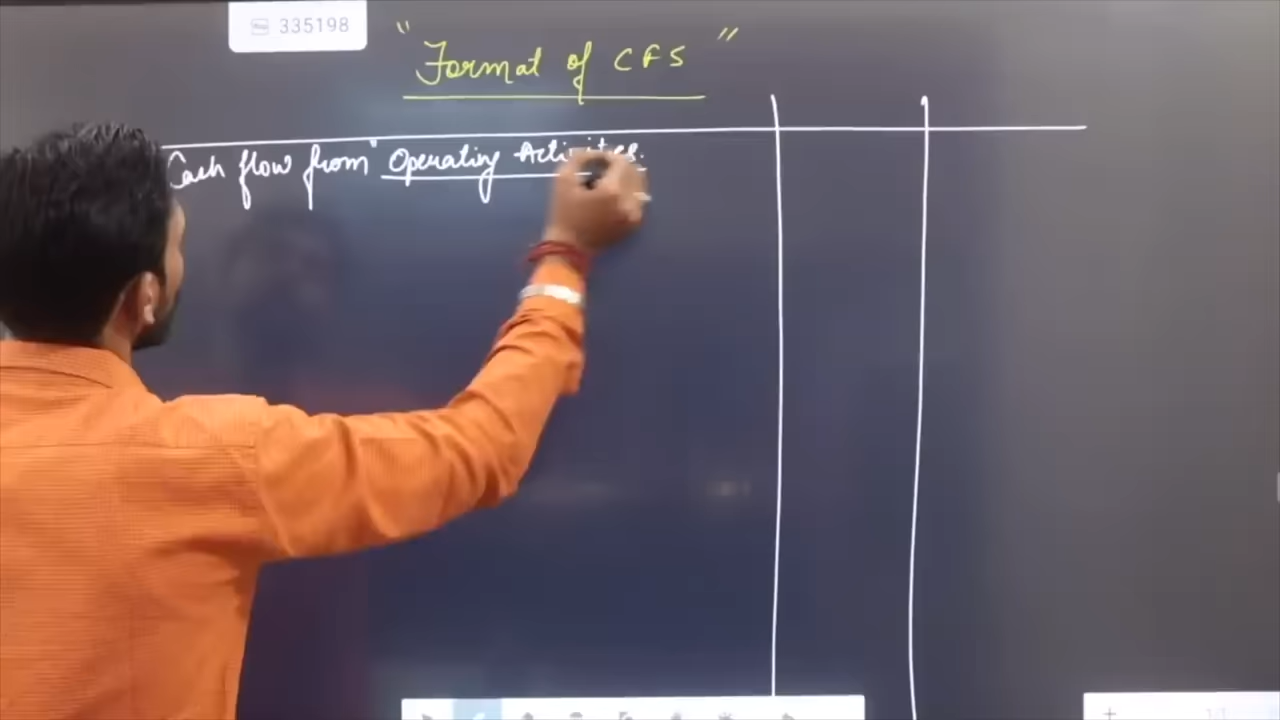 335198
"Format of CFS"
Cash flow from "Operating Activities.